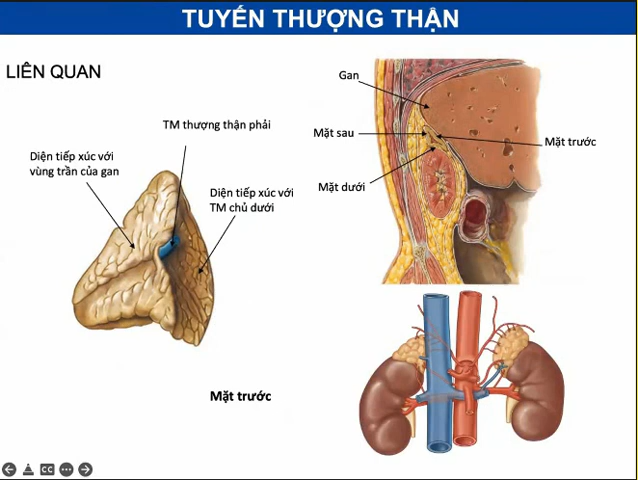 TUYẾN THƯỢNG THẬN
LIÊN QUAN
Gan
TM thượng thận phải
Mặt sau
Mặt trước
Diện tiếp xúc với
vùng trần của gan
Mặt dưới
Diện tiếp xúc với
TM chủ dưới
Mặt trước
CC